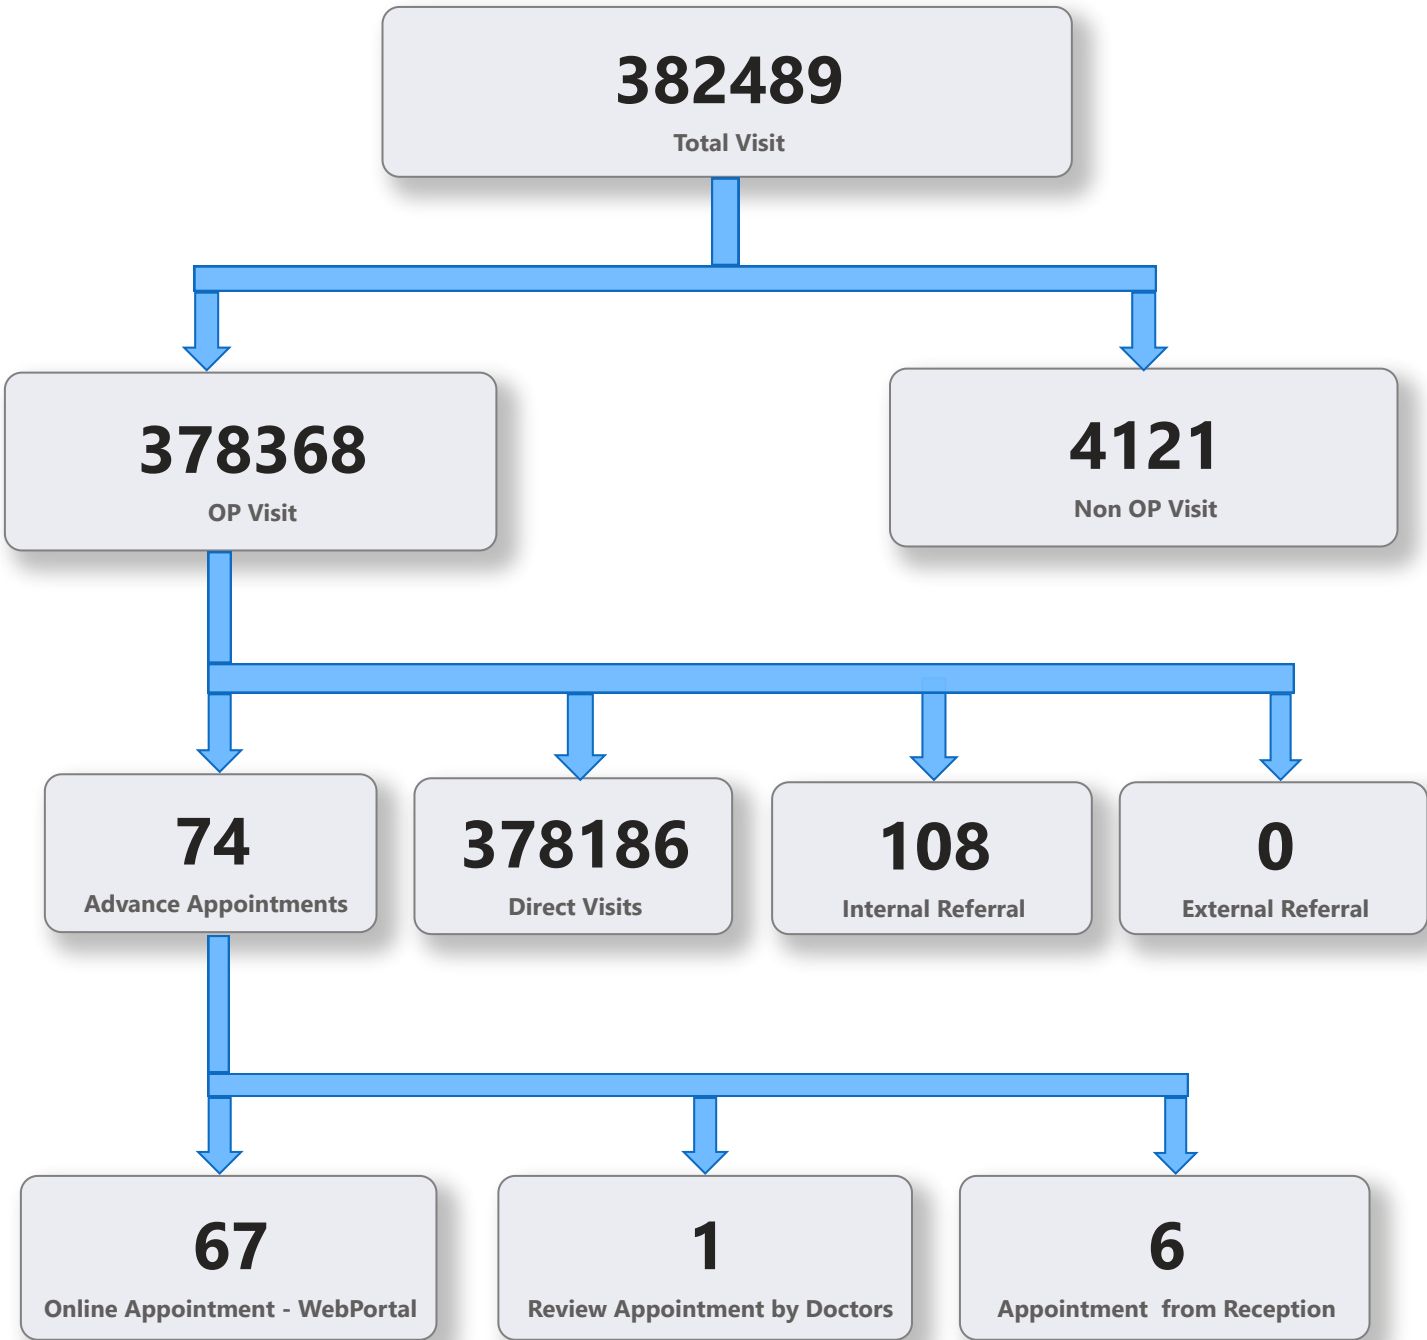 382489
Total Visit
378368
OP Visit
4121
Non OP Visit
74
Advance Appointments
378186
Direct Visits
108
Internal Referral
0
External Referral
67
Online Appointment - WebPortal
1
Review Appointment by Doctors
6
Appointment  from Reception